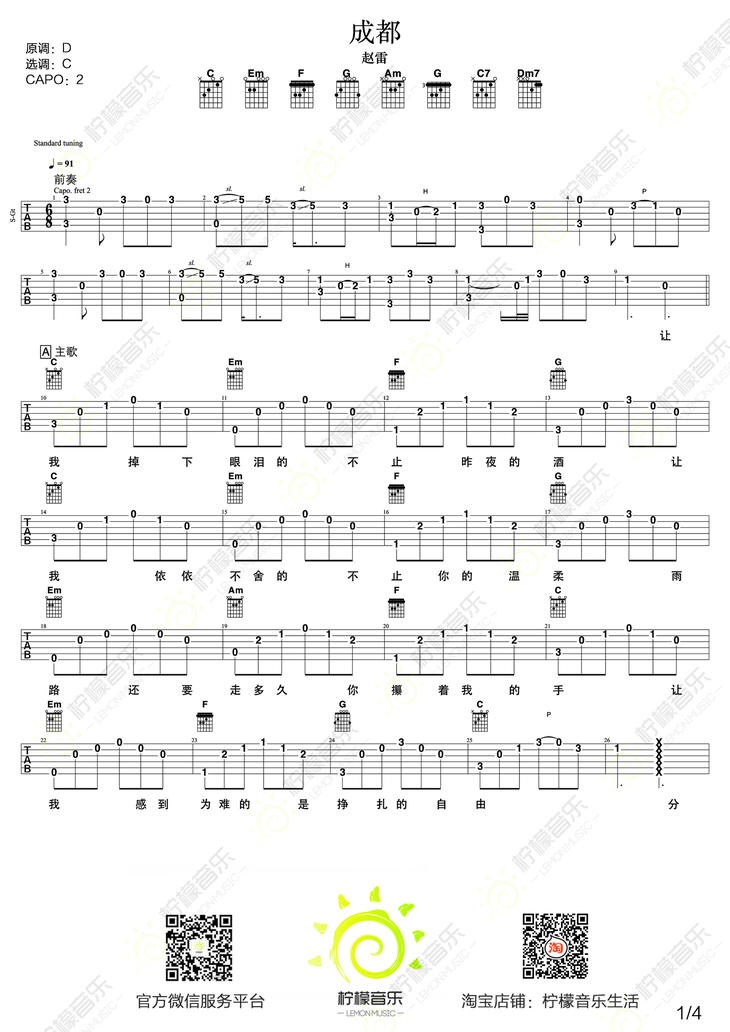 成都
赵雷
原调：D
选调：C
CAPO：2
C Em F G Am G C7 Dm7
Standard tuning
♩= 91
前奏
Capo. fret 2
sl. sl. H P
sl. sl. H
让
A 主歌
C Em F G
我 掉 下 眼 泪 的 不 止 昨 夜 的 酒 让
C Em F G
我 依 依 不 舍 的 不 止 你 的 温 柔 雨
Em Am F C
路 还 要 走 多 久 你 攥 着 我 的 手 让
Em F G C P
我 感 到 为 难 的 是 挣 扎 的 自 由 分
官方微信服务平台
柠檬音乐
—LEMONMUSIC—
淘
淘宝店铺：柠檬音乐生活
1/4